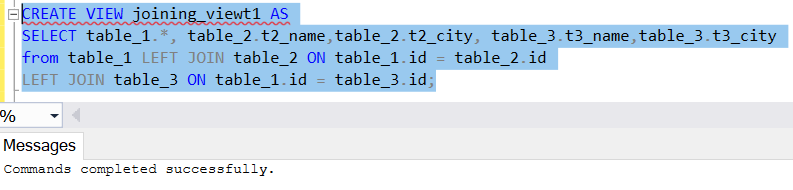 CREATE VIEW joining_viewt1 AS
SELECT table_1.*, table_2.t2_name,table_2.t2_city, table_3.t3_name,table_3.t3_city
from table_1 LEFT JOIN table_2 ON table_1.id = table_2.id
LEFT JOIN table_3 ON table_1.id = table_3.id;
%
Messages
Commands completed successfully.